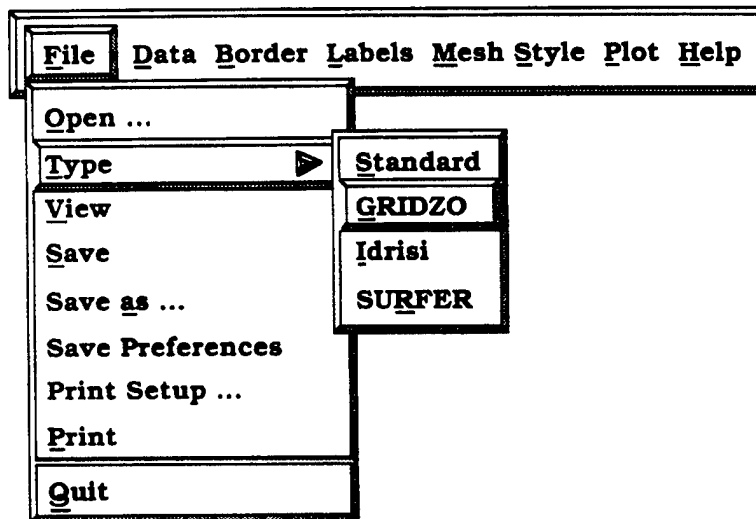 File Data Border Labels Mesh Style Plot Help
Open ...
Type
View
Save
Save as ...
Save Preferences
Print Setup ...
Print
Quit
Standard
GRIDZO
Idrisi
SURFER